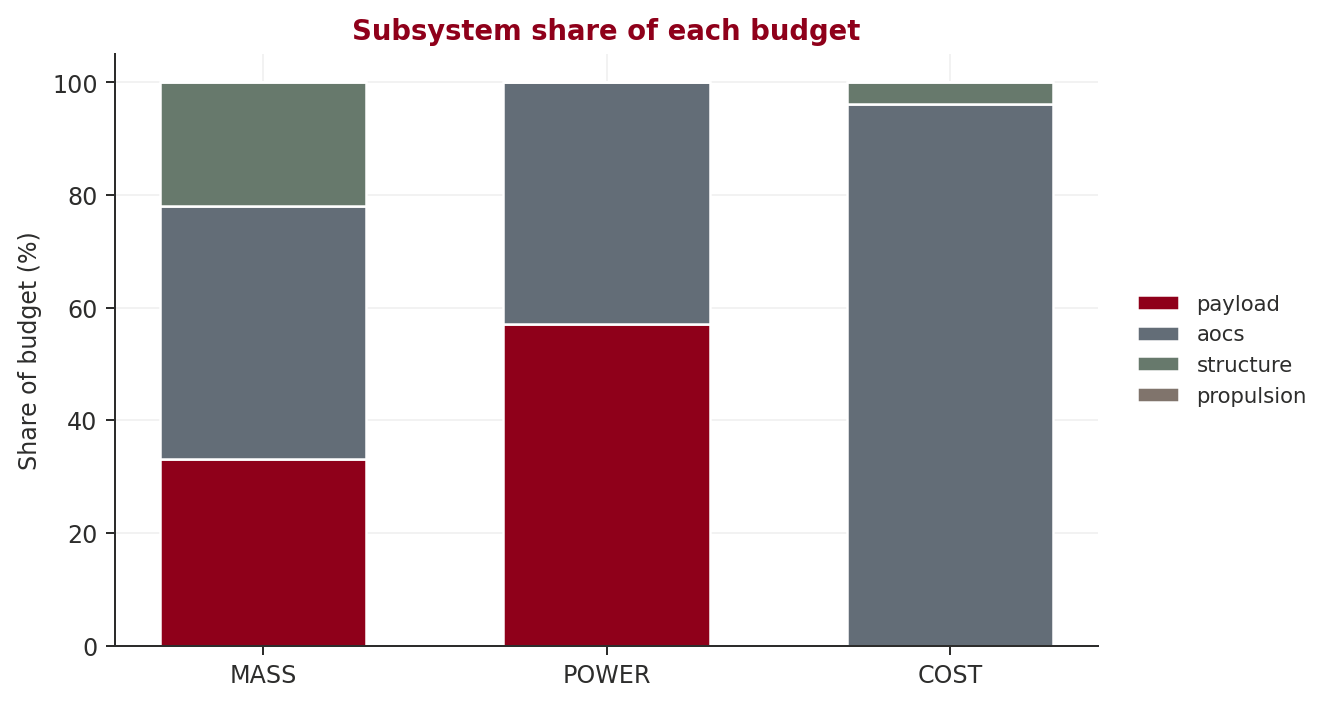 Subsystem share of each budget
Share of budget (%)
100
80
60
40
20
0
MASS
POWER
COST
payload
aocs
structure
propulsion